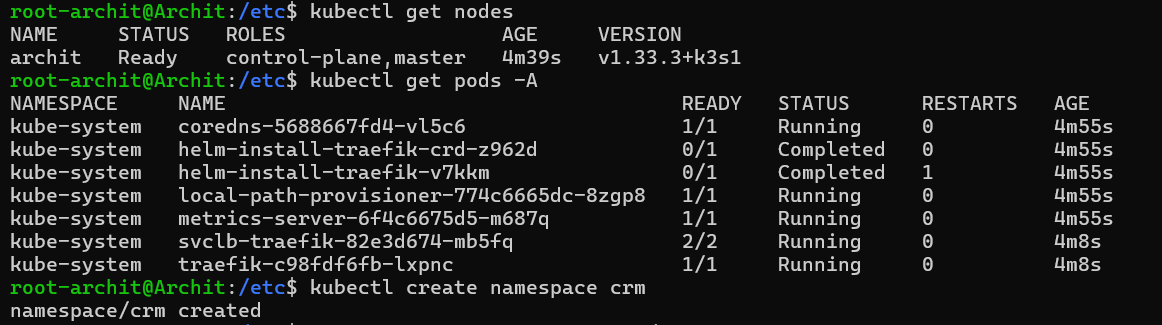 root-archit@Archit:/etc$ kubectl get nodes
NAME     STATUS   ROLES                  AGE     VERSION
archit   Ready    control-plane,master   4m39s   v1.33.3+k3s1
root-archit@Archit:/etc$ kubectl get pods -A
NAMESPACE     NAME                                      READY   STATUS      RESTARTS   AGE
kube-system   coredns-5688667fd4-vl5c6                  1/1     Running     0          4m55s
kube-system   helm-install-traefik-crd-z962d            0/1     Completed   0          4m55s
kube-system   helm-install-traefik-v7kkm                0/1     Completed   1          4m55s
kube-system   local-path-provisioner-774c6665dc-8zgp8   1/1     Running     0          4m55s
kube-system   metrics-server-6f4c6675d5-m687q           1/1     Running     0          4m55s
kube-system   svclb-traefik-82e3d674-mb5fq              2/2     Running     0          4m8s
kube-system   traefik-c98fdf6fb-lxpnc                   1/1     Running     0          4m8s
root-archit@Archit:/etc$ kubectl create namespace crm
namespace/crm created